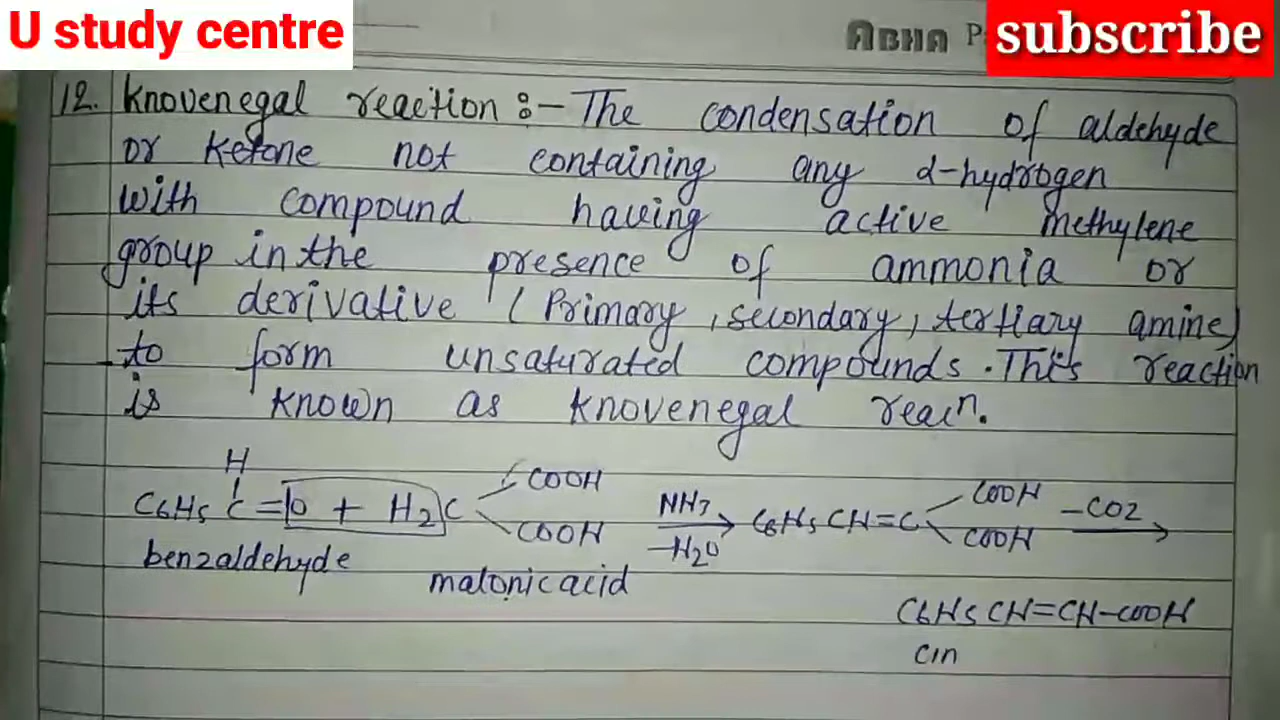 U study centre
ABHA P
subscribe
12. Knovenegal reaction :- The condensation of aldehyde
or ketone not containing any α-hydrogen
with compound having active methylene
group in the presence of ammonia or
its derivative (Primary, secondary, tertiary amine)
to form unsaturated compounds. This reaction
is known as knovenegal reacn.
H
C6H5 C =O + H2C COOH COOH NH3 -H2O C6H5 CH=C COOH COOH -CO2
benzaldehyde
malonic acid
C6H5 CH=CH-COOH
cin